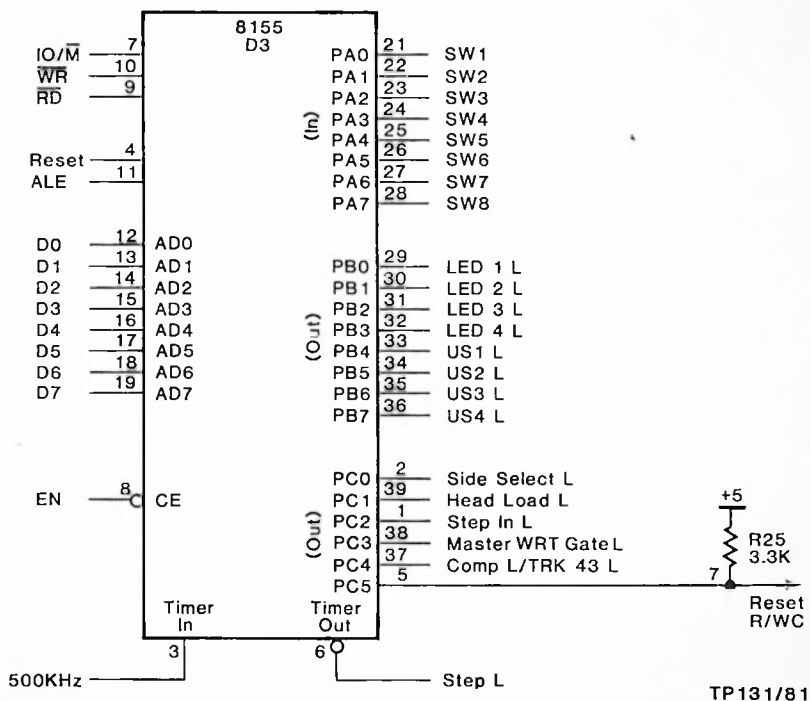 8155
D3
IO/M̅ 7 PA0 21 SW1
W̅R̅ 10 PA1 22 SW2
R̅D̅ 9 PA2 23 SW3
PA3 24 SW4
(In)
PA4 25 SW5
Reset 4 PA5 26 SW6
ALE 11 PA6 27 SW7
PA7 28 SW8
D0 12 AD0
D1 13 AD1 PB0 29 LED 1 L
D2 14 AD2 PB1 30 LED 2 L
D3 15 AD3 PB2 31 LED 3 L
D4 16 AD4 PB3 32 LED 4 L
(Out)
D5 17 AD5 PB4 33 US1 L
D6 18 AD6 PB5 34 US2 L
D7 19 AD7 PB6 35 US3 L
PB7 36 US4 L
PC0 2 Side Select L
EN 8 CE PC1 39 Head Load L
PC2 1 Step In L
(Out)
PC3 38 Master WRT Gate L
PC4 37 Comp L/TRK 43 L
PC5 5 7
+5
R25
3.3K
Reset
R/WC
Timer In
Timer Out
3 6
500KHz Step L
TP131/81